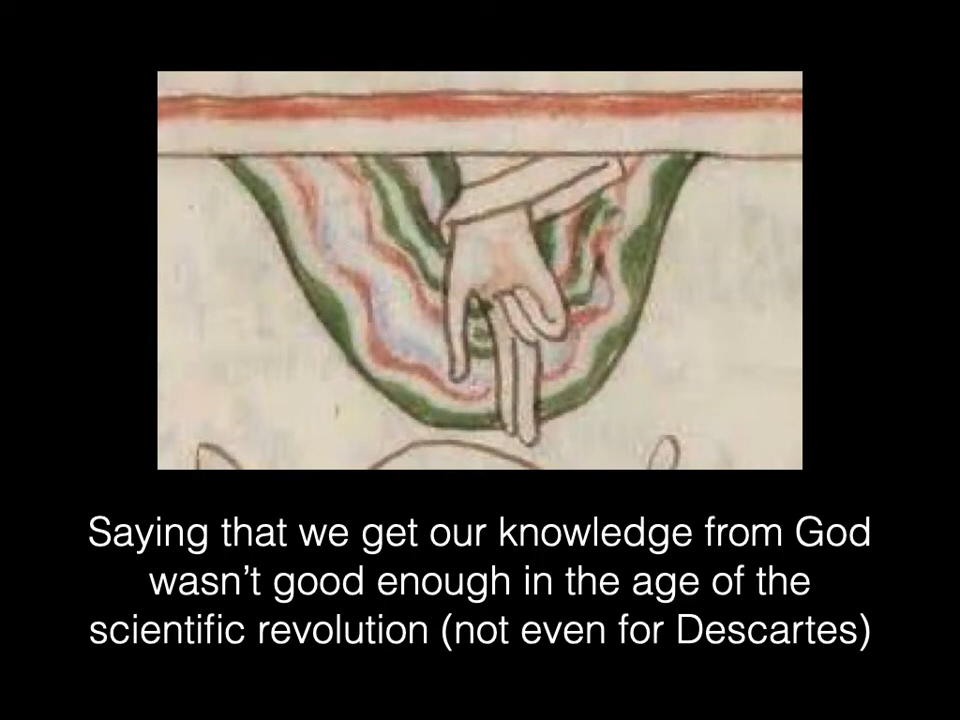 Saying that we get our knowledge from God
wasn’t good enough in the age of the
scientific revolution (not even for Descartes)